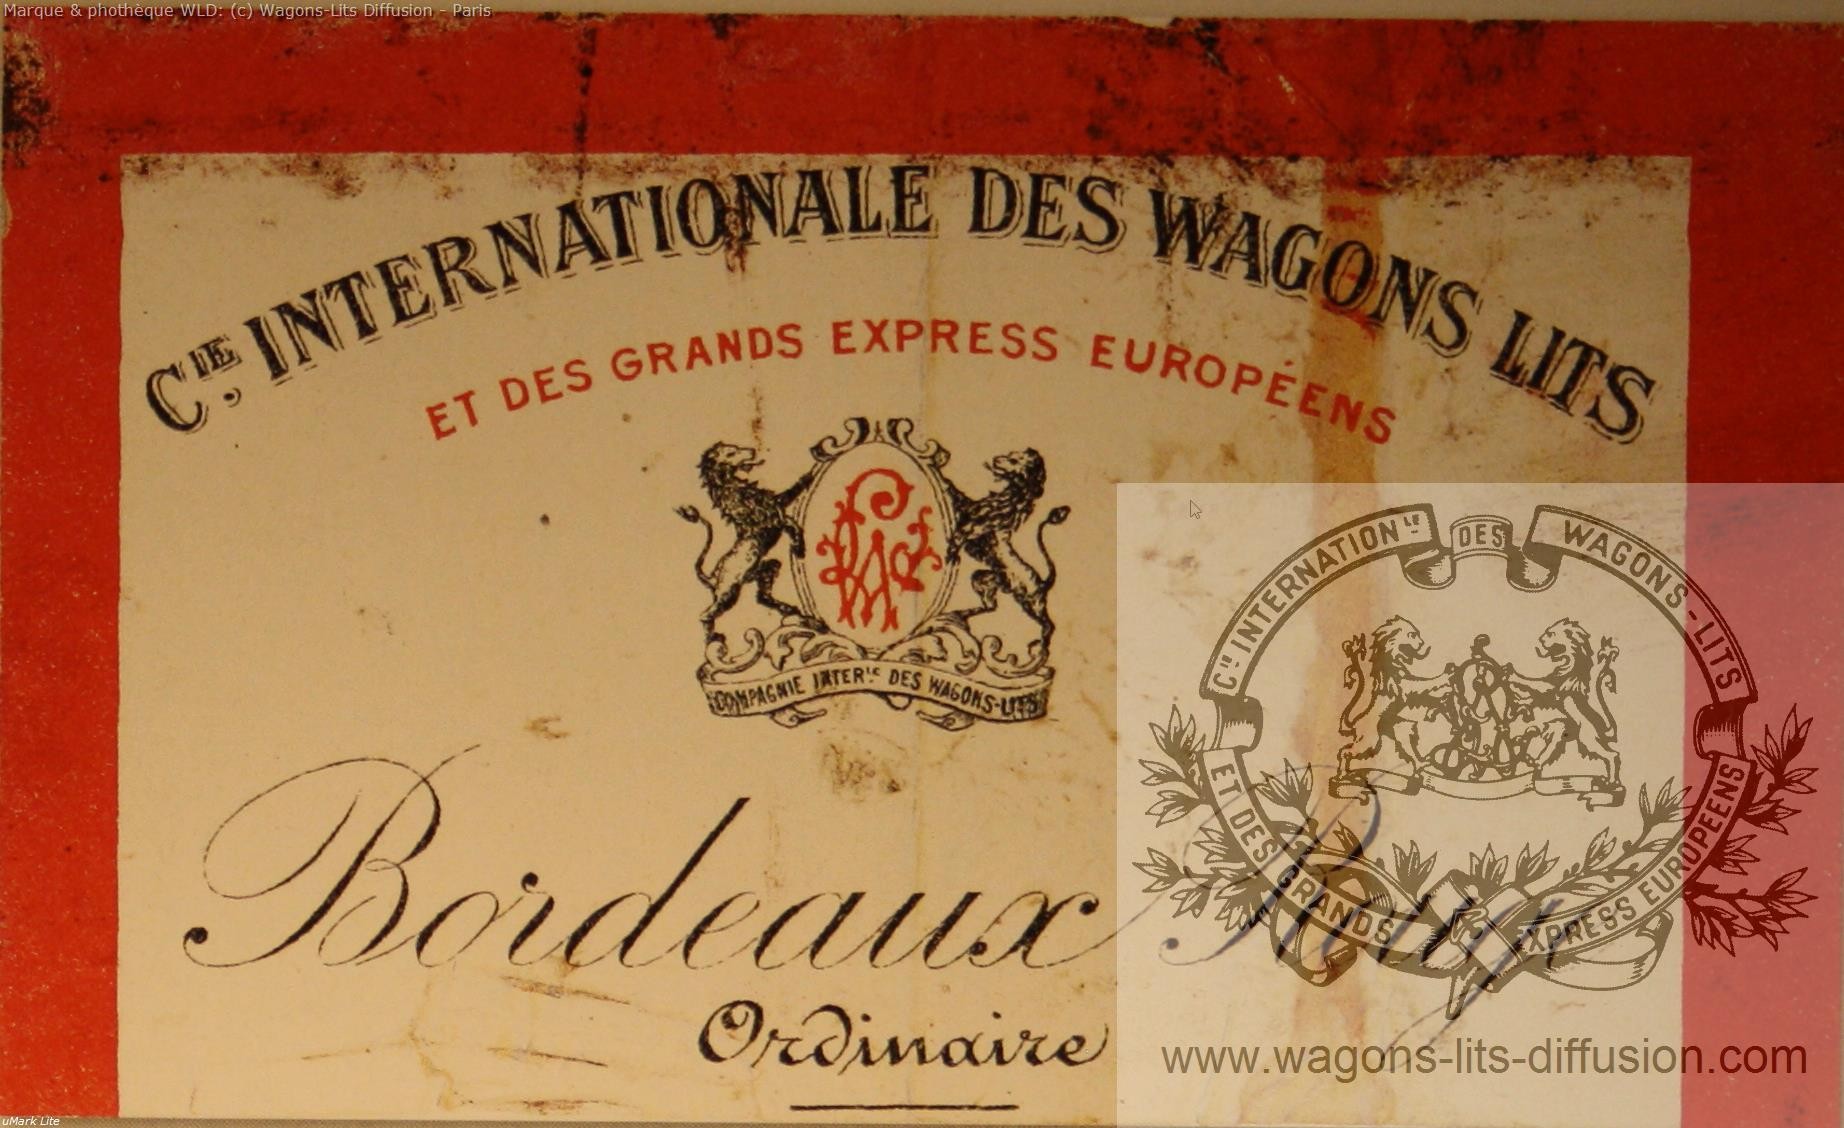 Marque & phothèque WLD: (c) Wagons-Lits Diffusion - Paris
CIE, INTERNATIONALE DES WAGONS LITS
ET DES GRANDS EXPRESS EUROPÉENS
COMPAGNIE INTERLE DES WAGONS-LITS
CIE INTERNATIONLE DES WAGONS-LITS
ET DES GRANDS EXPRESS EUROPÉENS
Bordeaux Rouge
Ordinaire
www.wagons-lits-diffusion.com
uMark Lite